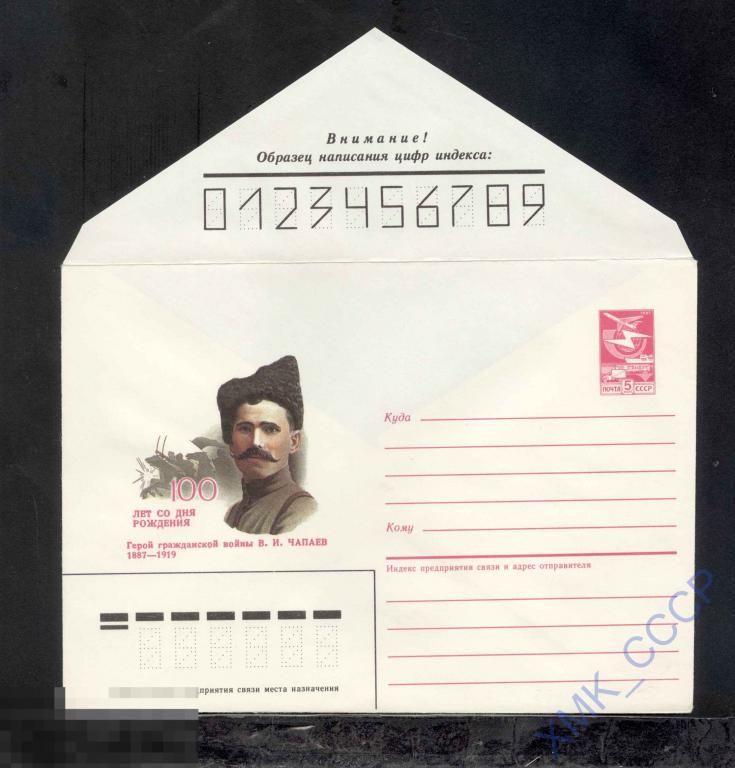 Внимание!
Образец написания цифр индекса:
0123456789
ПОЧТА 5 СССР
Куда
100
ЛЕТ СО ДНЯ
РОЖДЕНИЯ
Кому
Герой гражданской войны В. И. ЧАПАЕВ
1887—1919
Индекс предприятия связи и адрес отправителя
приятия связи места назначения
ХМК_СССР